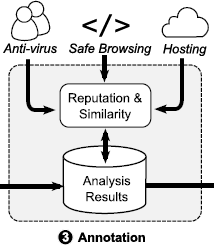 </>
Anti-virus Safe Browsing Hosting
Reputation &
Similarity
Analysis
Results
❸ Annotation